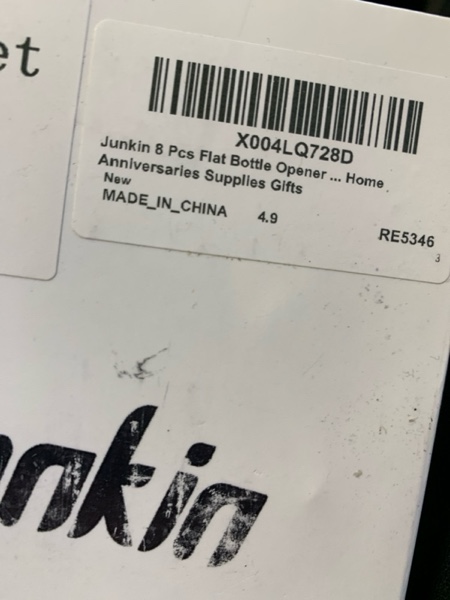 et
X004LQ728D
Junkin 8 Pcs Flat Bottle Opener ... Home
Anniversaries Supplies Gifts
New
MADE_IN_CHINA 4.9
RE5346
3
nkin